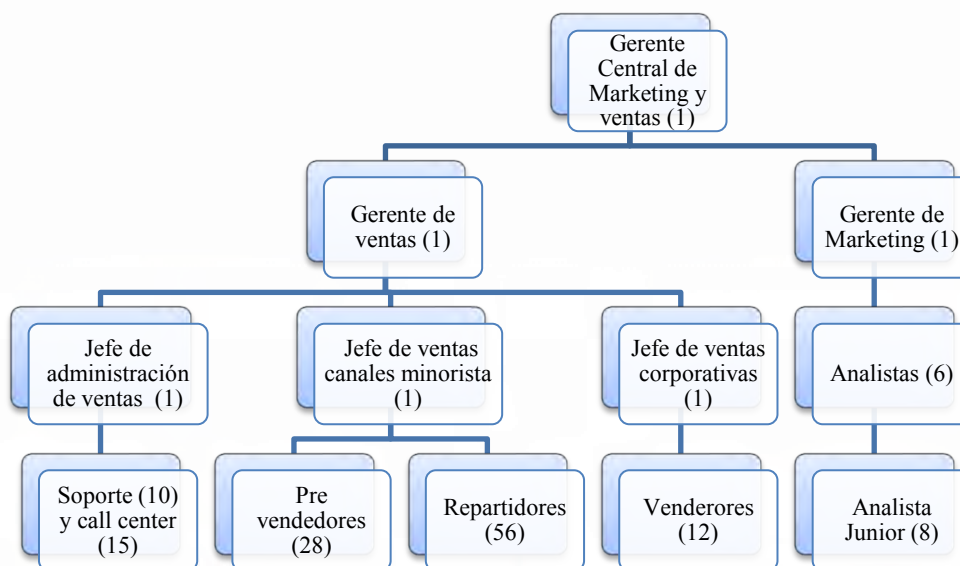 Gerente
Central de
Marketing y
ventas (1)
Gerente de
ventas (1)
Gerente de
Marketing (1)
Jefe de
administración
de ventas (1)
Jefe de ventas
canales minorista
(1)
Jefe de ventas
corporativas
(1)
Analistas (6)
Soporte (10)
y call center
(15)
Pre
vendedores
(28)
Repartidores
(56)
Venderores
(12)
Analista
Junior (8)